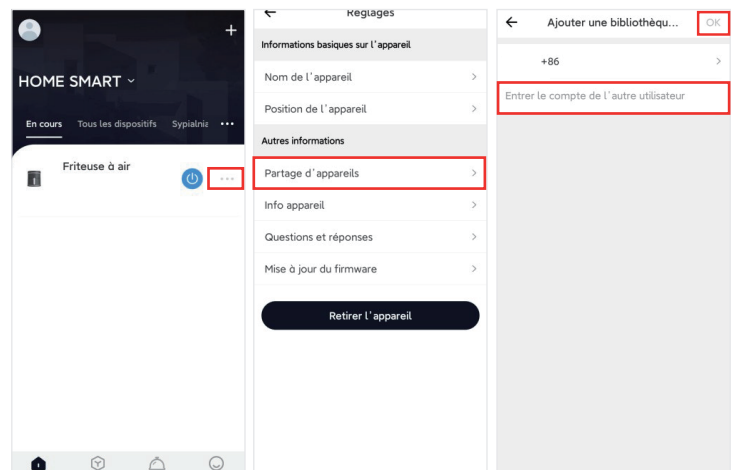 HOME SMART
En cours Tous les dispositifs Sypialnia
Friteuse à air
Réglages
Informations basiques sur l'appareil
Nom de l'appareil
Position de l'appareil
Autres informations
Partage d'appareils
Info appareil
Questions et réponses
Mise à jour du firmware
Retirer l'appareil
Ajouter une bibliothèqu... OK
+86
Entrer le compte de l'autre utilisateur